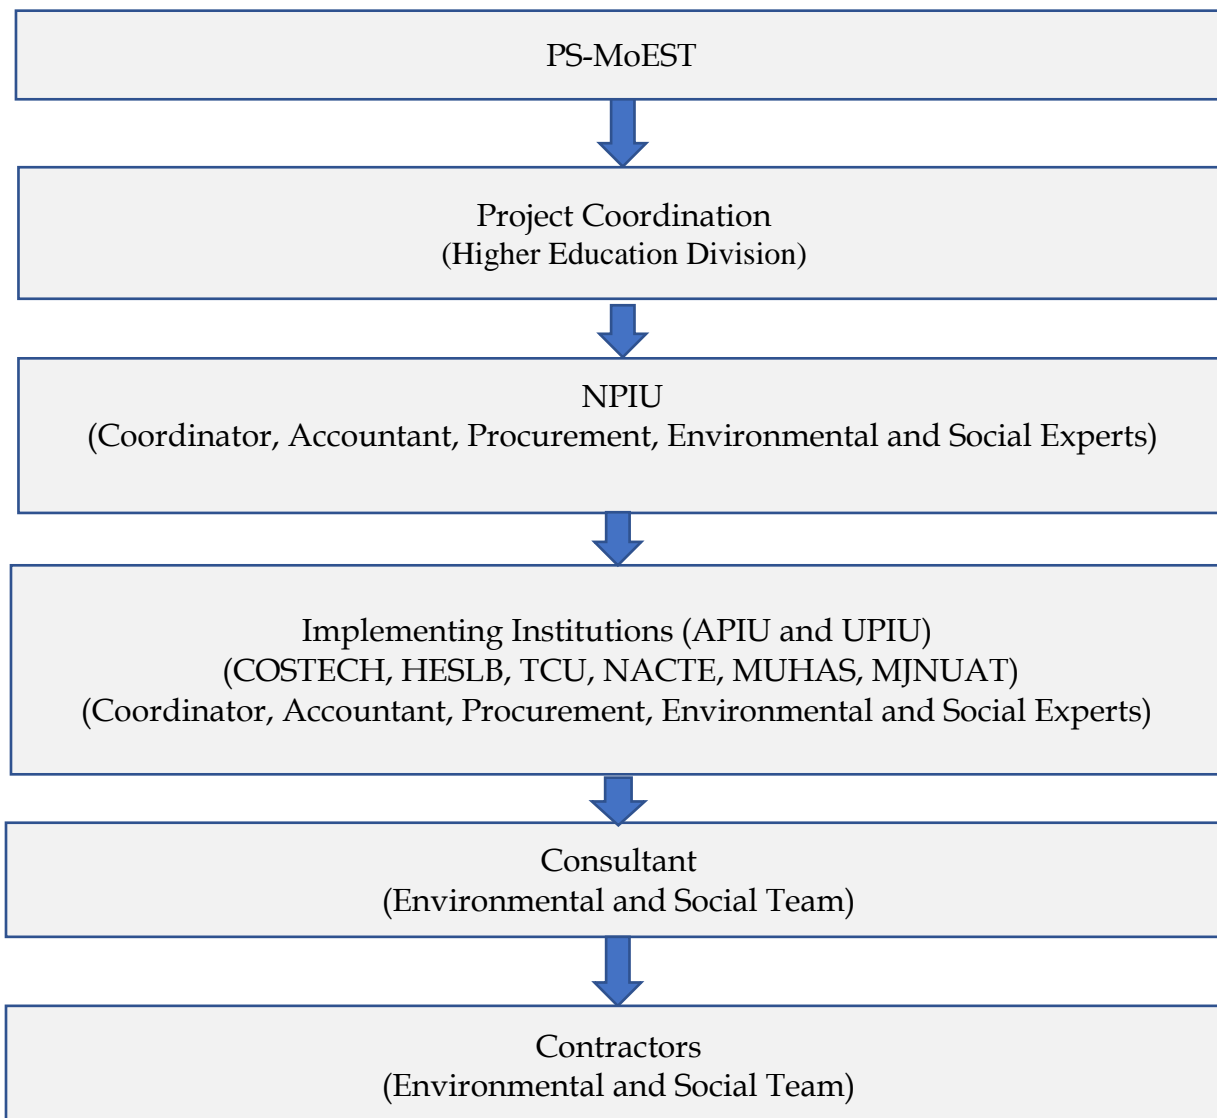 PS-MoEST
Project Coordination
(Higher Education Division)
NPIU
(Coordinator, Accountant, Procurement, Environmental and Social Experts)
Implementing Institutions (APIU and UPIU)
(COSTECH, HESLB, TCU, NACTE, MUHAS, MJNUAT)
(Coordinator, Accountant, Procurement, Environmental and Social Experts)
Consultant
(Environmental and Social Team)
Contractors
(Environmental and Social Team)